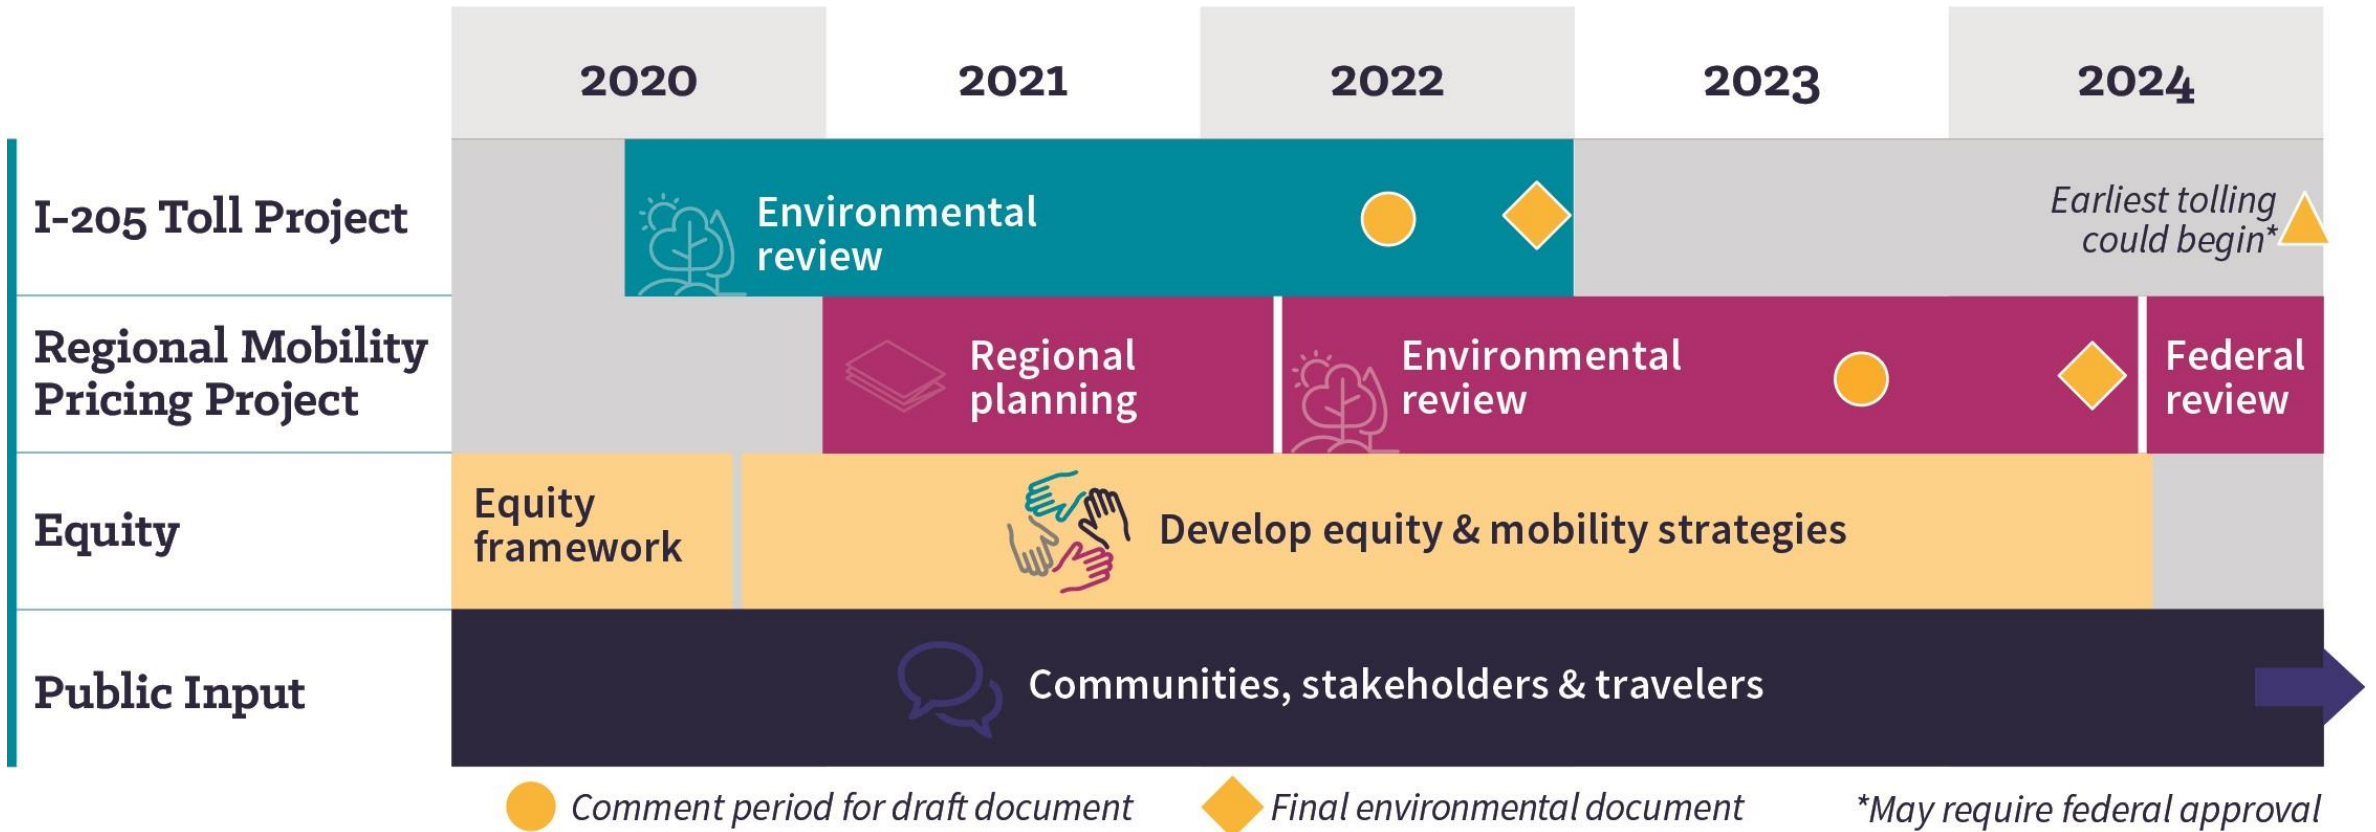 2020 2021 2022 2023 2024
I-205 Toll Project
Environmental
review
Earliest tolling
could begin*
Regional Mobility
Pricing Project
Regional
planning
Environmental
review
Federal
review
Equity
Equity
framework
Develop equity & mobility strategies
Public Input
Communities, stakeholders & travelers
Comment period for draft document
Final environmental document
*May require federal approval